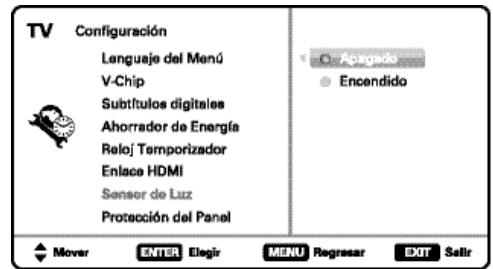 TV Configuración
Lenguaje del Menú
Apagado
V-Chip
Encendido
Subtítulos digitales
Ahorrador de Energía
Reloj Temporizador
Enlace HDMI
Sensor de Luz
Protección del Panel
Mover ENTER Elegir MENU Regresar EXIT Salir